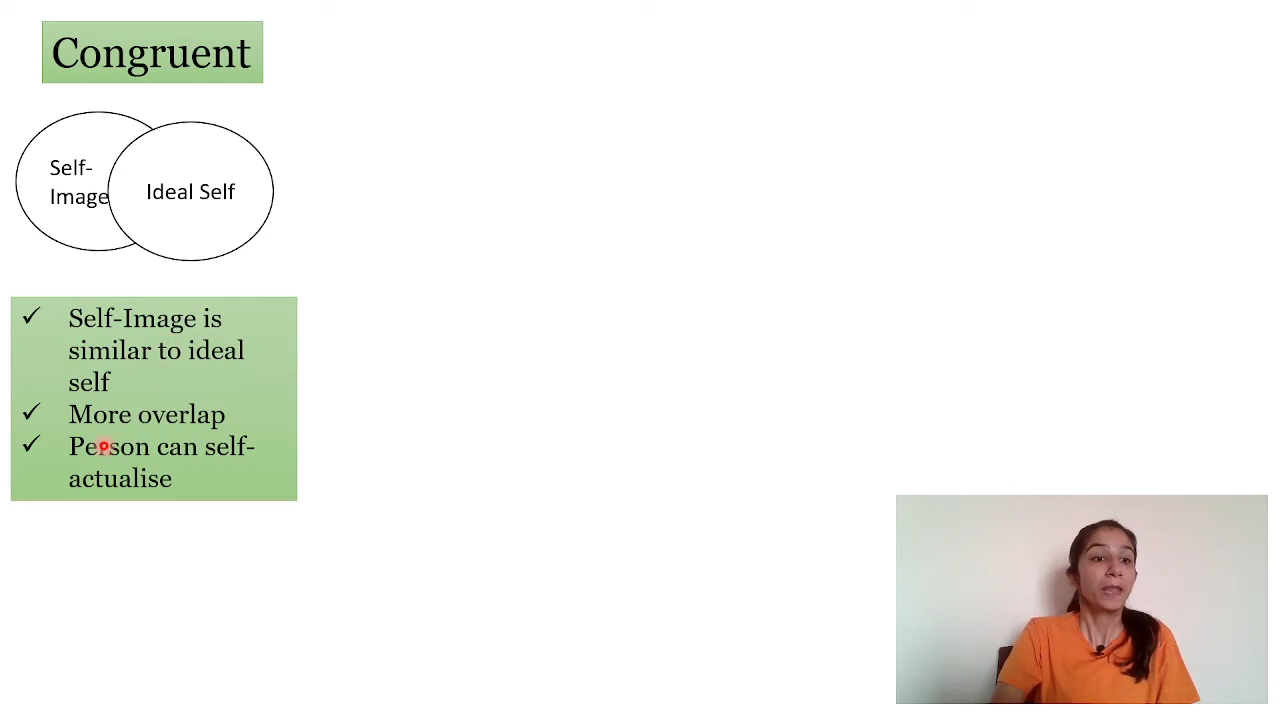 Congruent
Self-
Image
Ideal Self
✓ Self-Image is
similar to ideal
self
✓ More overlap
✓ Person can self-
actualise